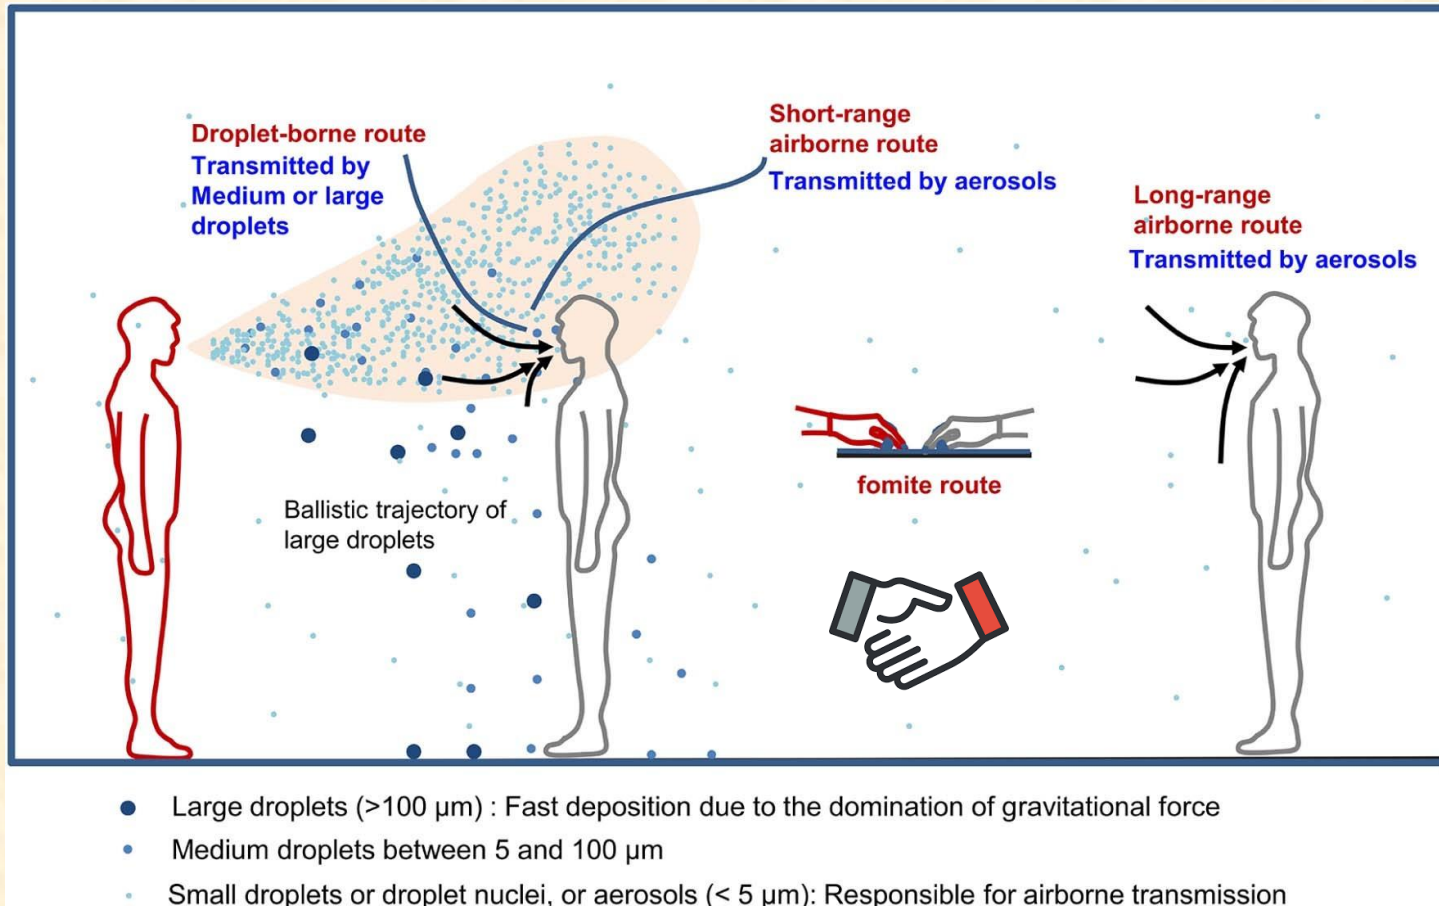 Droplet-borne route
Transmitted by
Medium or large
droplets
Short-range
airborne route
Transmitted by aerosols
Long-range
airborne route
Transmitted by aerosols
fomite route
Ballistic trajectory of
large droplets
Large droplets (>100 µm) : Fast deposition due to the domination of gravitational force
Medium droplets between 5 and 100 µm
Small droplets or droplet nuclei, or aerosols (< 5 µm): Responsible for airborne transmission